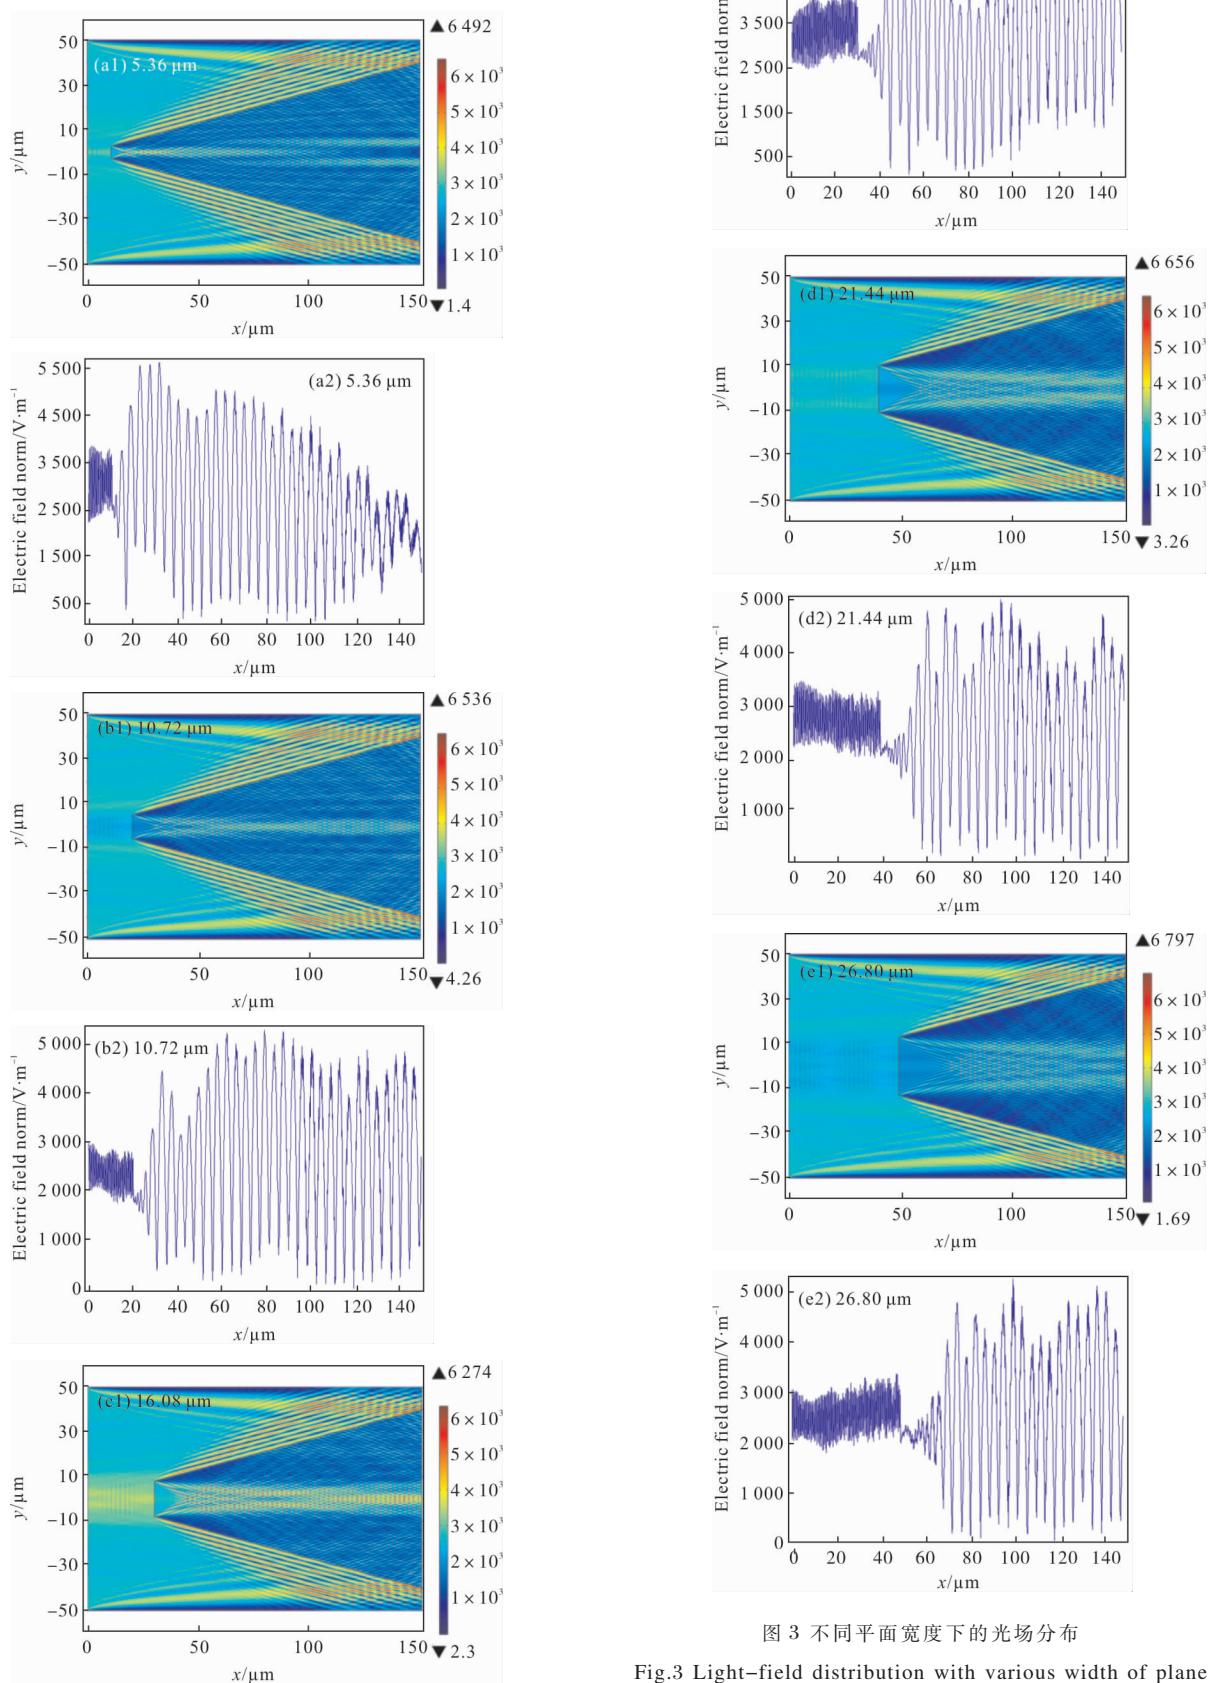 ▲6 492
50
(a1) 5.36 μm
6×10³
30
5×10³
10
4×10³
y/μm
−10
3×10³
2×10³
−30
1×10³
−50
0 50 100 150
▼1.4
x/μm
5 500
(a2) 5.36 μm
4 500
3 500
2 500
1 500
500
Electric field norm/V·m⁻¹
0 20 40 60 80 100 120 140
x/μm
▲6 536
50
(b1) 10.72 μm
6×10³
30
5×10³
10
4×10³
y/μm
−10
3×10³
2×10³
−30
1×10³
−50
0 50 100 150
▼4.26
x/μm
5 000
(b2) 10.72 μm
4 000
3 000
2 000
1 000
0
Electric field norm/V·m⁻¹
0 20 40 60 80 100 120 140
x/μm
▲6 274
50
(c1) 16.08 μm
6×10³
30
5×10³
10
4×10³
y/μm
−10
3×10³
2×10³
−30
1×10³
−50
0 50 100 150
▼2.3
x/μm
3 500
2 500
1 500
500
Electric field norm
0 20 40 60 80 100 120 140
x/μm
▲6 656
50
(d1) 21.44 μm
6×10³
30
5×10³
10
4×10³
y/μm
−10
3×10³
2×10³
−30
1×10³
−50
0 50 100 150
▼3.26
x/μm
5 000
(d2) 21.44 μm
4 000
3 000
2 000
1 000
Electric field norm/V·m⁻¹
0 20 40 60 80 100 120 140
x/μm
▲6 797
50
(e1) 26.80 μm
6×10³
30
5×10³
10
4×10³
y/μm
−10
3×10³
2×10³
−30
1×10³
−50
0 50 100 150
▼1.69
x/μm
5 000
(e2) 26.80 μm
4 000
3 000
2 000
1 000
0
Electric field norm/V·m⁻¹
0 20 40 60 80 100 120 140
x/μm
图 3 不同平面宽度下的光场分布
Fig.3 Light−field distribution with various width of plane